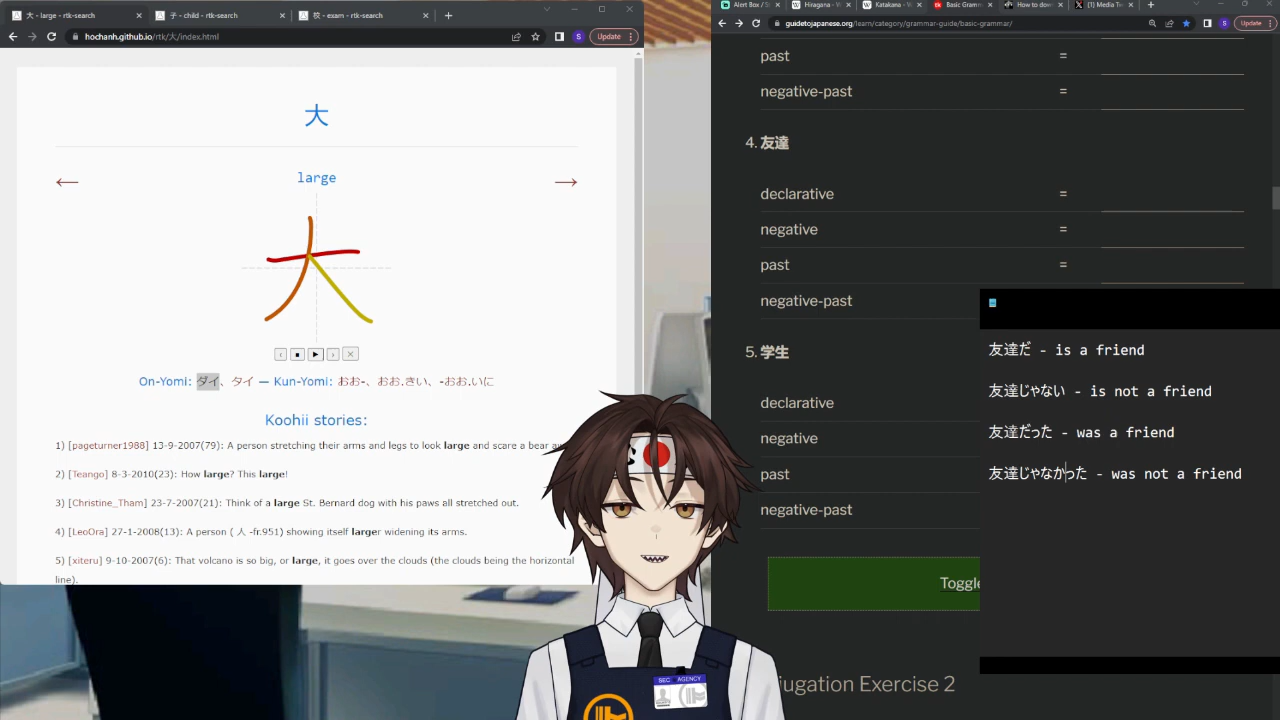 大 - large - rtk-search
子 - child - rtk-search
校 - exam - rtk-search
hochanh.github.io/rtk/大/index.html
Update
大
large
On-Yomi: ダイ、タイ — Kun-Yomi: おお-、おお.きい、-おお.いに
Koohii stories:
1) [pageturner1988] 13-9-2007(79): A person stretching their arms and legs to look large and scare a bear
2) [Teango] 8-3-2010(23): How large? This large!
3) [Christine_Tham] 23-7-2007(21): Think of a large St. Bernard dog with his paws all stretched out.
4) [LeoOra] 27-1-2008(13): A person ( 人 -fr.951) showing itself larger widening its arms.
5) [xiteru] 9-10-2007(6): That volcano is so big, or large, it goes over the clouds (the clouds being the horizontal
line).
SEC AGENCY
Alert Box / S
Hiragana - W
Katakana - W
Basic Gramm
How to down
(1) Media Tw
guidetojapanese.org/learn/category/grammar-guide/basic-grammar/
Update
past =
negative-past =
4. 友達
declarative =
negative =
past =
negative-past
5. 学生
declarative
negative
past
negative-past
Toggle
jugation Exercise 2
友達だ - is a friend
友達じゃない - is not a friend
友達だった - was a friend
友達じゃなかった - was not a friend